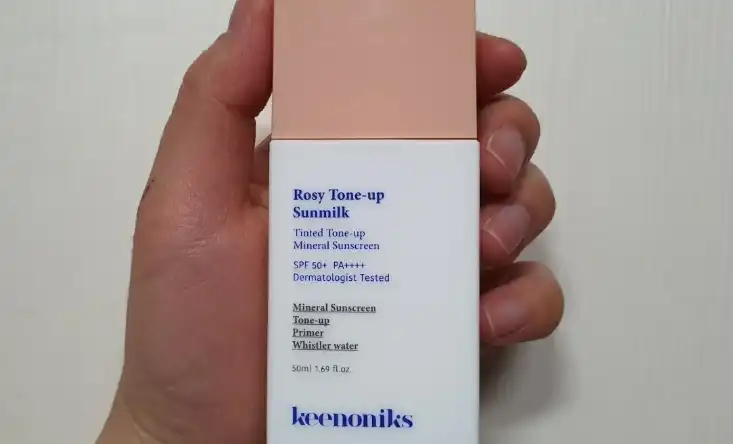 Rosy Tone-up
Sunmilk
Tinted Tone-up
Mineral Sunscreen
SPF 50+ PA++++
Dermatologist Tested
Mineral Sunscreen
Tone-up
Primer
Whistler water
50ml 1.69 fl.oz.
keenoniks